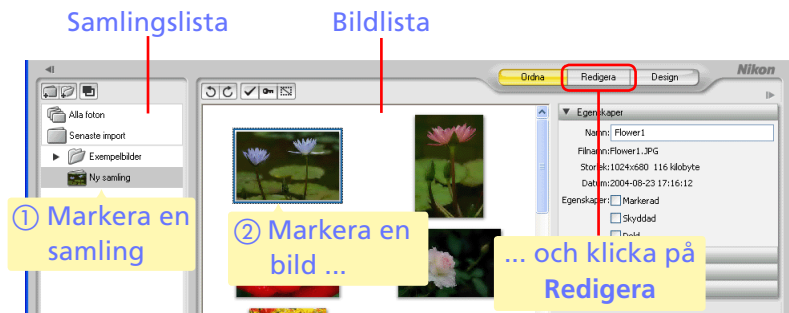 Samlingslista
Bildlista
Ordna
Redigera
Design
Nikon
Alla foton
Senaste import
Exempelbilder
Ny samling
① Markera en
samling
② Markera en
bild ...
Egenskaper
Namn: Flower1
Filnamn:Flower1.JPG
Storlek:1024x680 116 kilobyte
Datum:2004-08-23 17:16:12
Egenskaper: Markerad
Skyddad
Dold
... och klicka på
Redigera